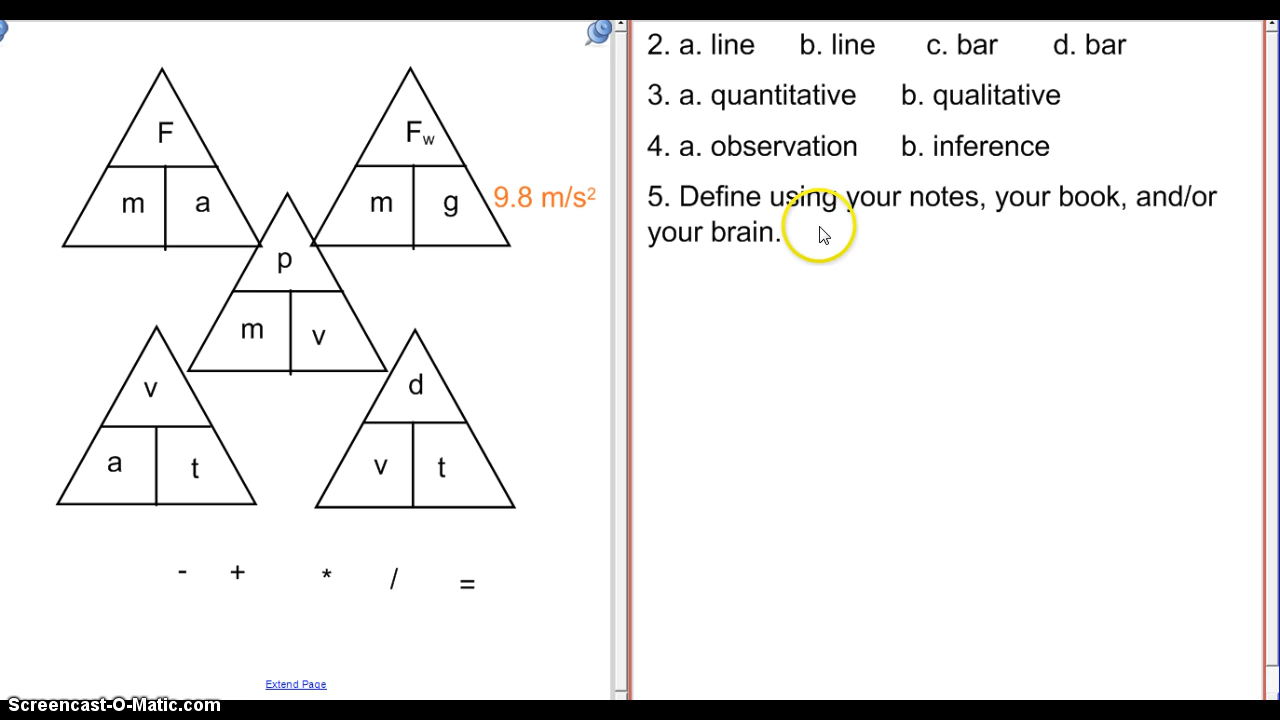 F
m a
Fw
m g 9.8 m/s²
p
m v
v
a t
d
v t
- + * / =
Extend Page
2. a. line b. line c. bar d. bar
3. a. quantitative b. qualitative
4. a. observation b. inference
5. Define using your notes, your book, and/or
your brain.
Screencast-O-Matic.com